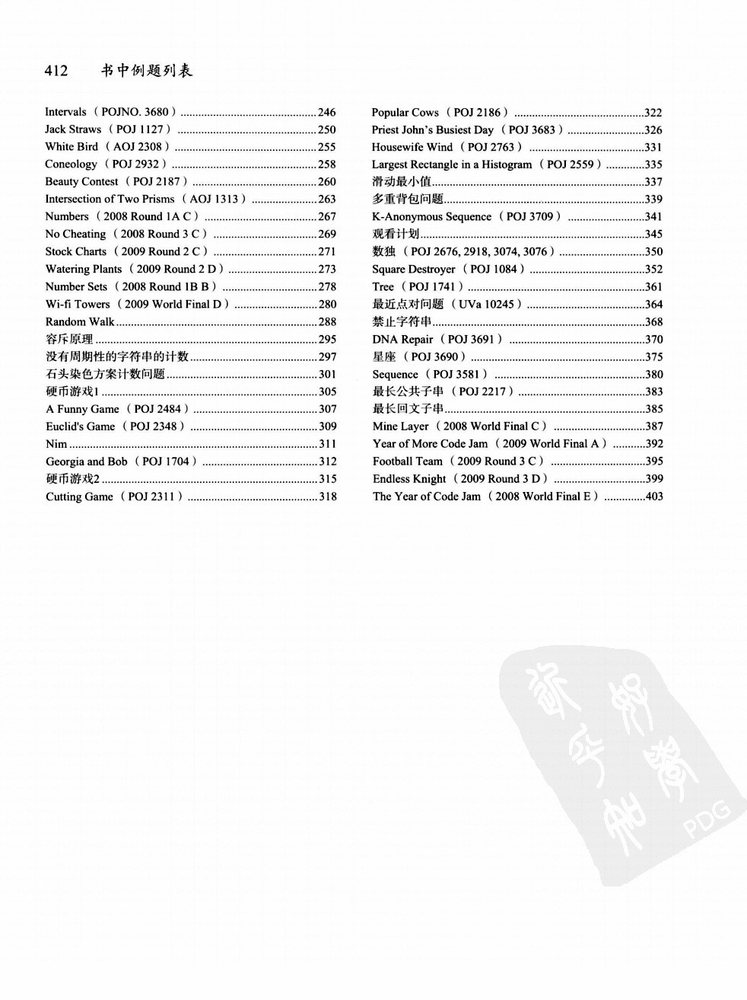 412 书中例题列表
Intervals （POJNO. 3680）..............................................246
Jack Straws （POJ 1127）...............................................250
White Bird （AOJ 2308）................................................255
Coneology （POJ 2932）.................................................258
Beauty Contest （POJ 2187）..........................................260
Intersection of Two Prisms （AOJ 1313）......................263
Numbers （2008 Round 1A C）......................................267
No Cheating （2008 Round 3 C）...................................269
Stock Charts （2009 Round 2 C）...................................271
Watering Plants （2009 Round 2 D）..............................273
Number Sets （2008 Round 1B B）................................278
Wi-fi Towers （2009 World Final D）............................280
Random Walk....................................................................288
容斥原理...........................................................................295
没有周期性的字符串的计数...........................................297
石头染色方案计数问题...................................................301
硬币游戏1.........................................................................305
A Funny Game （POJ 2484）..........................................307
Euclid's Game （POJ 2348）...........................................309
Nim....................................................................................311
Georgia and Bob （POJ 1704）.......................................312
硬币游戏2.........................................................................315
Cutting Game （POJ 2311）............................................318
Popular Cows （POJ 2186）............................................322
Priest John’s Busiest Day （POJ 3683）..........................326
Housewife Wind （POJ 2763）.......................................331
Largest Rectangle in a Histogram （POJ 2559）.............335
滑动最小值.......................................................................337
多重背包问题...................................................................339
K-Anonymous Sequence （POJ 3709）..........................341
观看计划...........................................................................345
数独 （POJ 2676, 2918, 3074, 3076）.............................350
Square Destroyer （POJ 1084）.......................................352
Tree （POJ 1741）............................................................361
最近点对问题 （UVa 10245）........................................364
禁止字符串.......................................................................368
DNA Repair （POJ 3691）..............................................370
星座 （POJ 3690）...........................................................375
Sequence （POJ 3581）...................................................380
最长公共子串 （POJ 2217）...........................................383
最长回文子串...................................................................385
Mine Layer （2008 World Final C）...............................387
Year of More Code Jam （2009 World Final A）...........392
Football Team （2009 Round 3 C）................................395
Endless Knight （2009 Round 3 D）...............................399
The Year of Code Jam （2008 World Final E）..............403
PDG